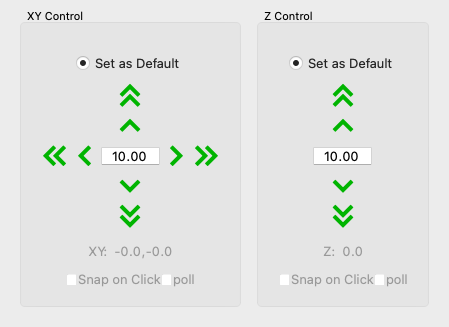 XY Control
Set as Default
10.00
XY: -0.0,-0.0
Snap on Click poll
Z Control
Set as Default
10.00
Z: 0.0
Snap on Click poll